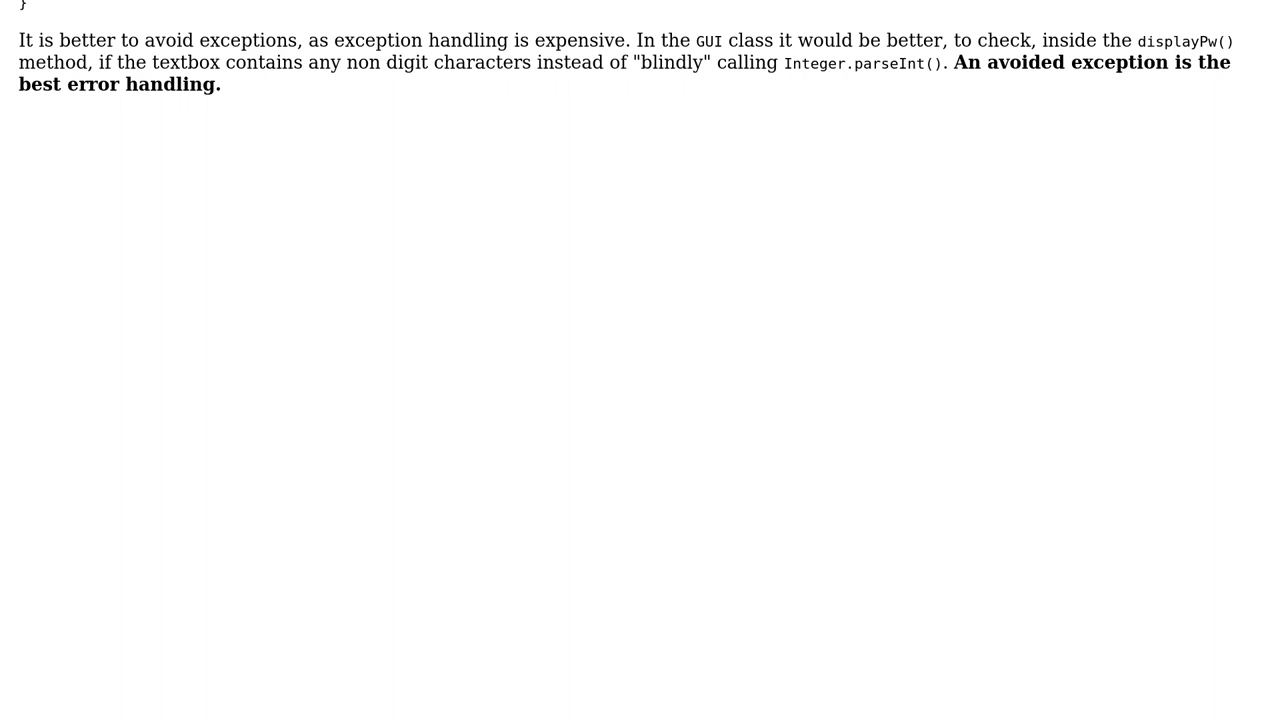 }
It is better to avoid exceptions, as exception handling is expensive. In the GUI class it would be better, to check, inside the displayPw()
method, if the textbox contains any non digit characters instead of "blindly" calling Integer.parseInt(). An avoided exception is the
best error handling.